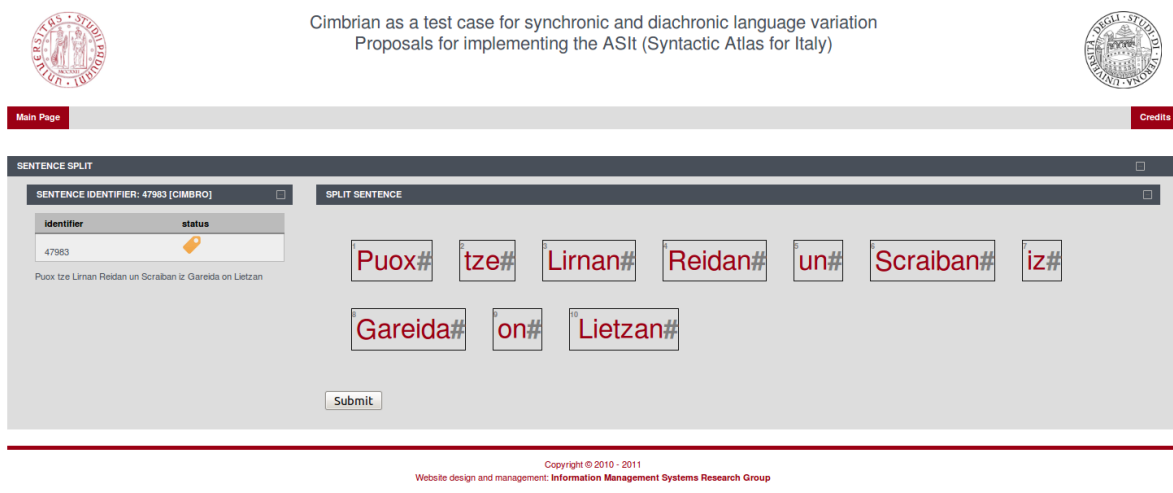 Cimbrian as a test case for synchronic and diachronic language variation
Proposals for implementing the ASIt (Syntactic Atlas for Italy)
Main Page
Credits
SENTENCE SPLIT
SENTENCE IDENTIFIER: 47983 [CIMBRO]
identifier status
47983
Puox tze Lirnan Reidan un Scraiban iz Gareida on Lietzan
SPLIT SENTENCE
1 Puox# 2 tze# 3 Lirnan# 4 Reidan# 5 un# 6 Scraiban# 7 iz#
8 Gareida# 9 on# 10 Lietzan#
Submit
Copyright © 2010 - 2011
Website design and management: Information Management Systems Research Group